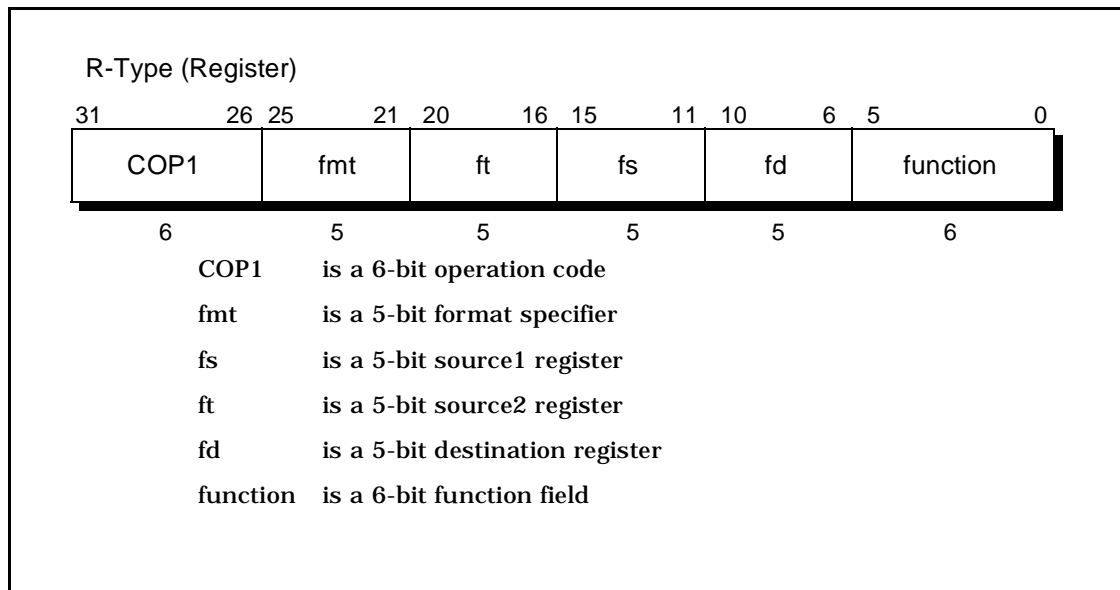 R-Type (Register)
31 26 25 21 20 16 15 11 10 6 5 0
COP1 fmt ft fs fd function
6 5 5 5 5 6
COP1 is a 6-bit operation code
fmt is a 5-bit format specifier
fs is a 5-bit source1 register
ft is a 5-bit source2 register
fd is a 5-bit destination register
function is a 6-bit function field